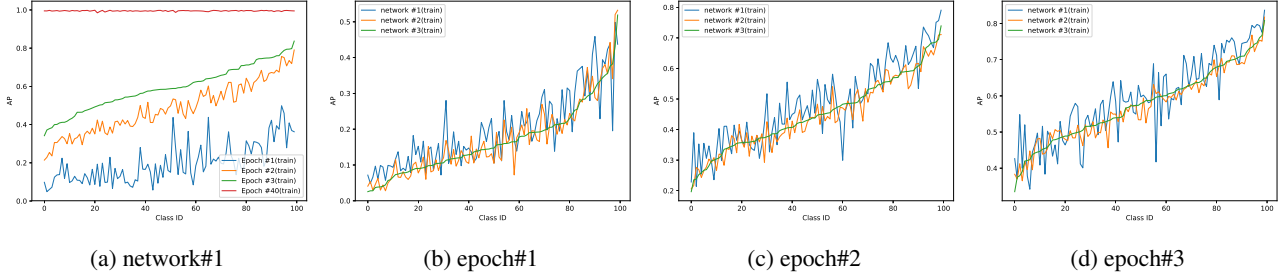 AP
1.0
0.8
0.6
0.4
0.2
0.0
Epoch #1(train)
Epoch #2(train)
Epoch #3(train)
Epoch #40(train)
0 20 40 60 80 100
Class ID
(a) network#1
AP
0.5
0.4
0.3
0.2
0.1
0.0
network #1(train)
network #2(train)
network #3(train)
0 20 40 60 80 100
Class ID
(b) epoch#1
AP
0.8
0.7
0.6
0.5
0.4
0.3
0.2
network #1(train)
network #2(train)
network #3(train)
0 20 40 60 80 100
Class ID
(c) epoch#2
AP
0.8
0.7
0.6
0.5
0.4
network #1(train)
network #2(train)
network #3(train)
0 20 40 60 80 100
Class ID
(d) epoch#3